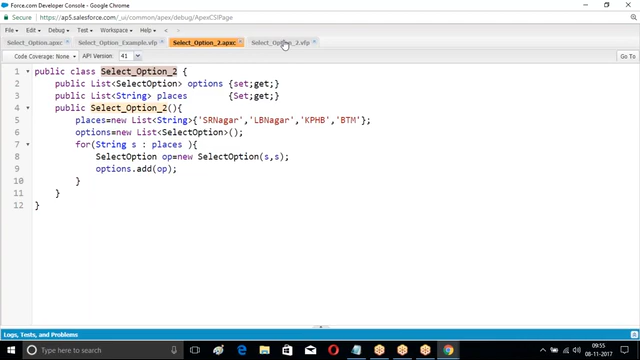 Force.com Developer Console - Google Chrome
Secure https://ap5.salesforce.com/_ui/common/apex/debug/ApexCSIPage
File Edit Debug Test Workspace Help < >
Select_Option.apxc Select_Option_Example.vfp Select_Option_2.apxc Select_Option_2.vfp
Code Coverage: None API Version: 41 Go To
1 public class Select_Option_2 {
2 public List<SelectOption> options {set;get;}
3 public List<String> places {Set;get;}
4 public Select_Option_2(){
5 places=new List<String>{'SRNagar','LBNagar','KPHB','BTM'};
6 options=new List<SelectOption>();
7 for(String s : places ){
8 SelectOption op=new SelectOption(s,s);
9 options.add(op);
10 }
11 }
12 }
Logs, Tests, and Problems
Type here to search
09:55
08-11-2017